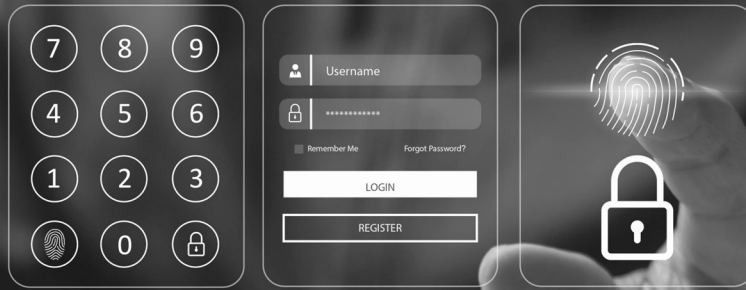 7 8 9
4 5 6
1 2 3
0
Username
************
Remember Me Forgot Password?
LOGIN
REGISTER